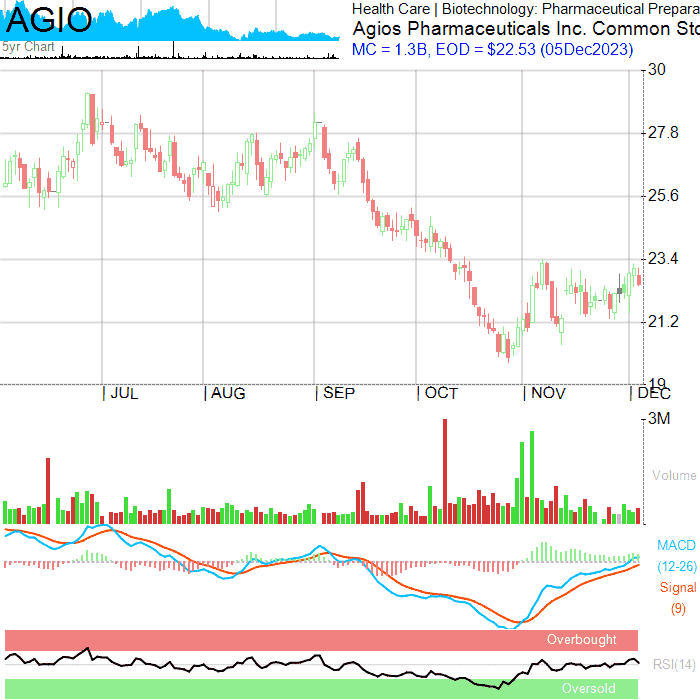 AGIO
5yr Chart
Health Care | Biotechnology: Pharmaceutical Prepara
Agios Pharmaceuticals Inc. Common Sto
MC = 1.3B, EOD = $22.53 (05Dec2023)
30
27.8
25.6
23.4
21.2
19
JUL
AUG
SEP
OCT
NOV
DEC
3M
Volume
MACD
(12-26)
Signal
(9)
Overbought
RSI(14)
Oversold